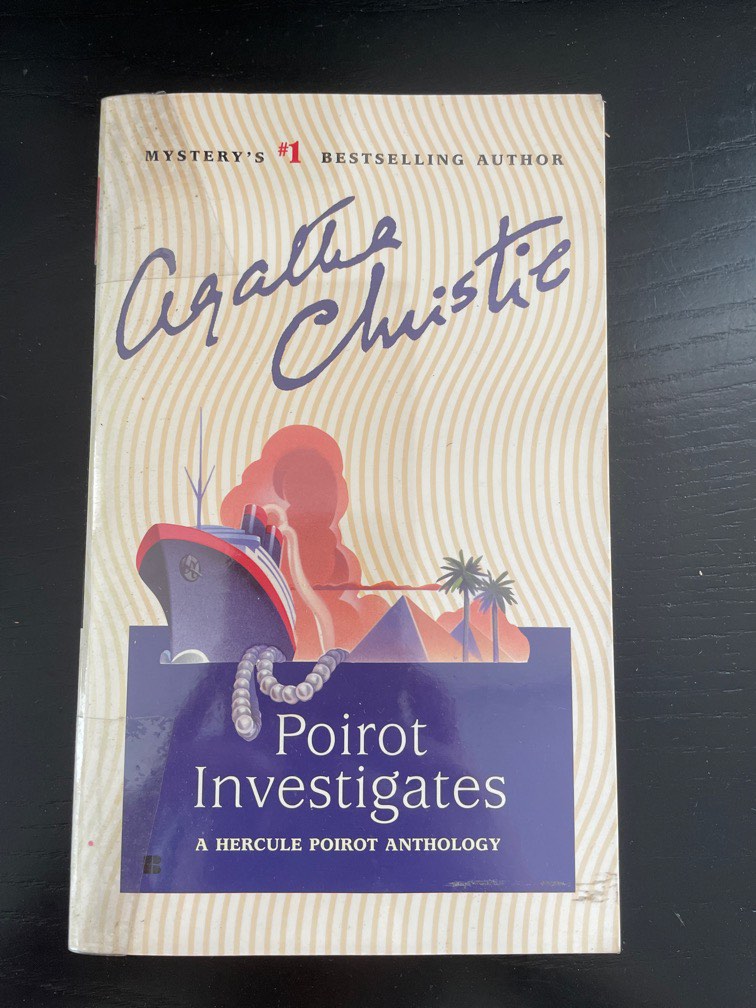 MYSTERY'S #1 BESTSELLING AUTHOR
Agatha
Christie
Poirot
Investigates
A HERCULE POIROT ANTHOLOGY